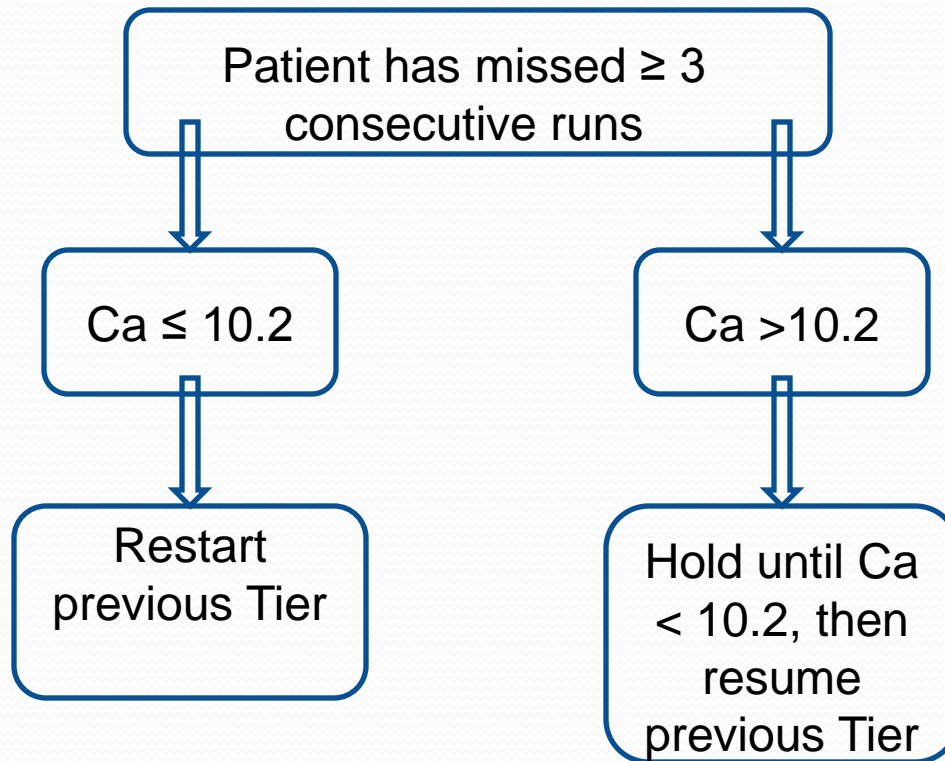 Patient has missed ≥ 3
consecutive runs
Ca ≤ 10.2
Ca >10.2
Restart
previous Tier
Hold until Ca
< 10.2, then
resume
previous Tier